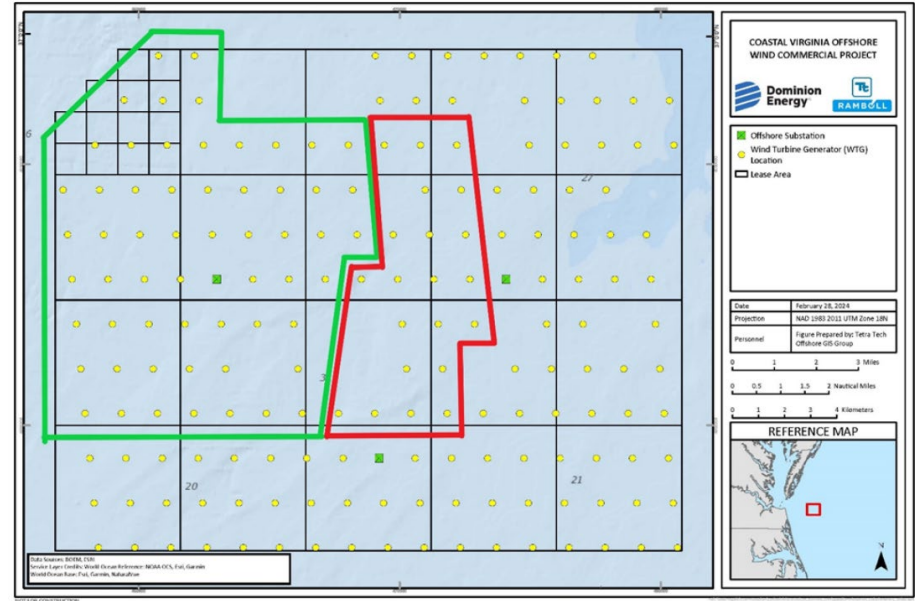 COASTAL VIRGINIA OFFSHORE
WIND COMMERCIAL PROJECT
Dominion
Energy
Tt
RAMBOLL
Offshore Substation
Wind Turbine Generator (WTG)
Location
Lease Area
27
20
21
Date February 28, 2024
Projection NAD 1983 2011 UTM Zone 18N
Personnel Figure Prepared by: Tetra Tech
Offshore GIS Group
0 1 2 3 Miles
0 0.5 1 1.5 2 Nautical Miles
0 1 2 3 4 Kilometers
REFERENCE MAP
Data Sources: BOEM, ESRI
Service Layer Credits: World Ocean Reference: NOAA OCS, Esri, Garmin
World Ocean Base: Esri, Garmin, NaturalVue